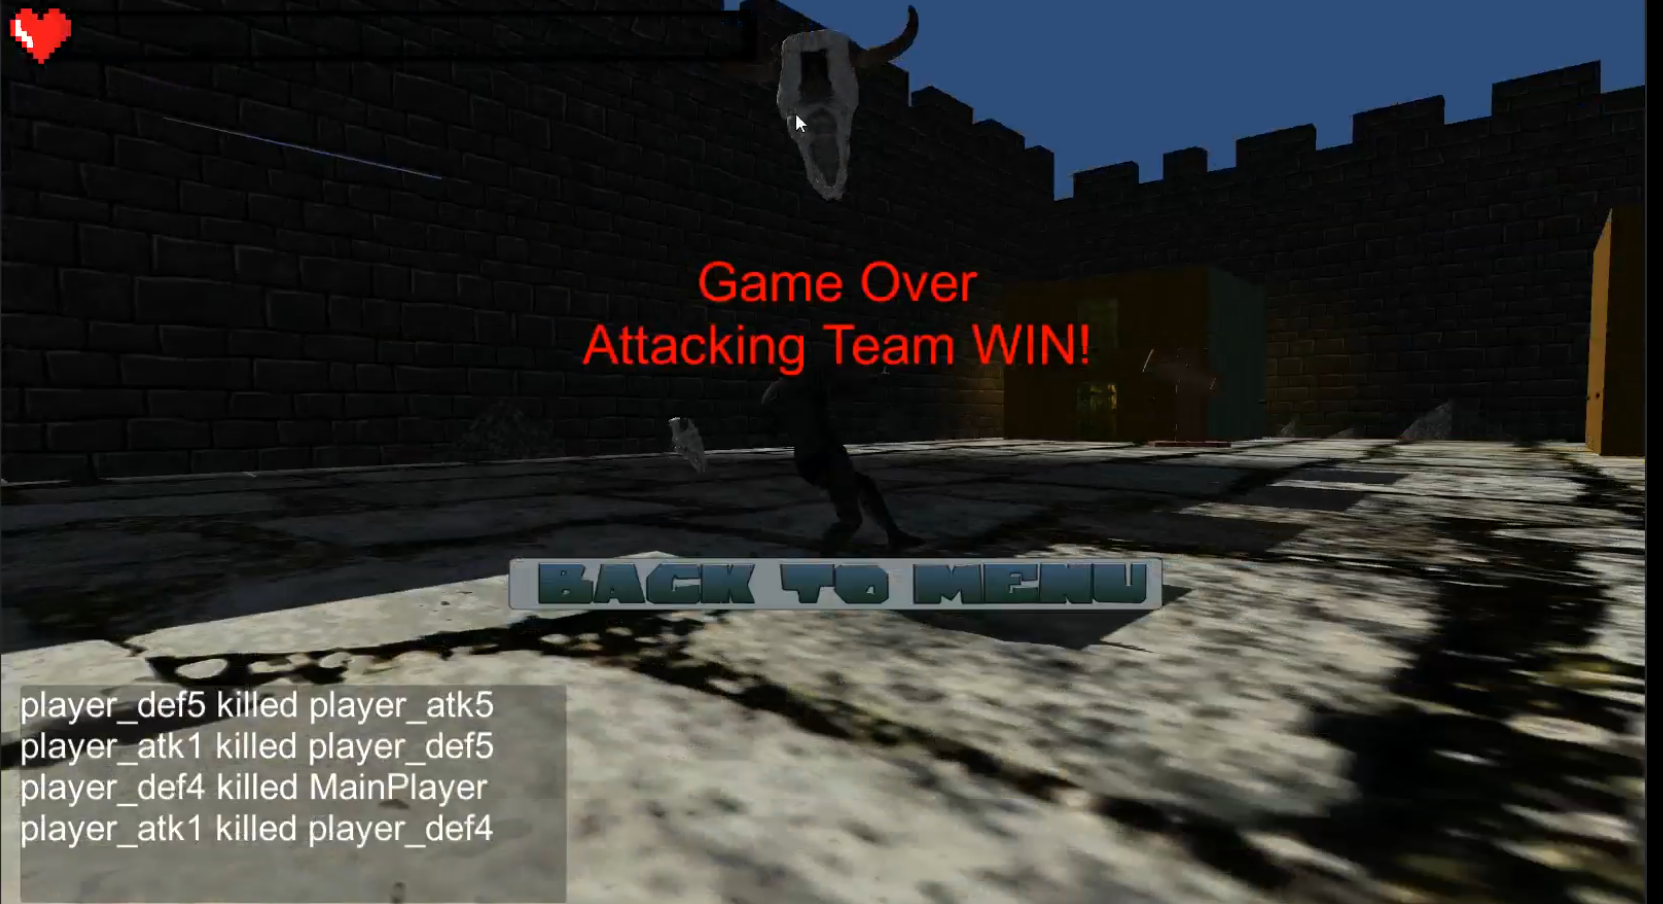 Game Over
Attacking Team WIN!
BACK TO MENU
player_def5 killed player_atk5
player_atk1 killed player_def5
player_def4 killed MainPlayer
player_atk1 killed player_def4